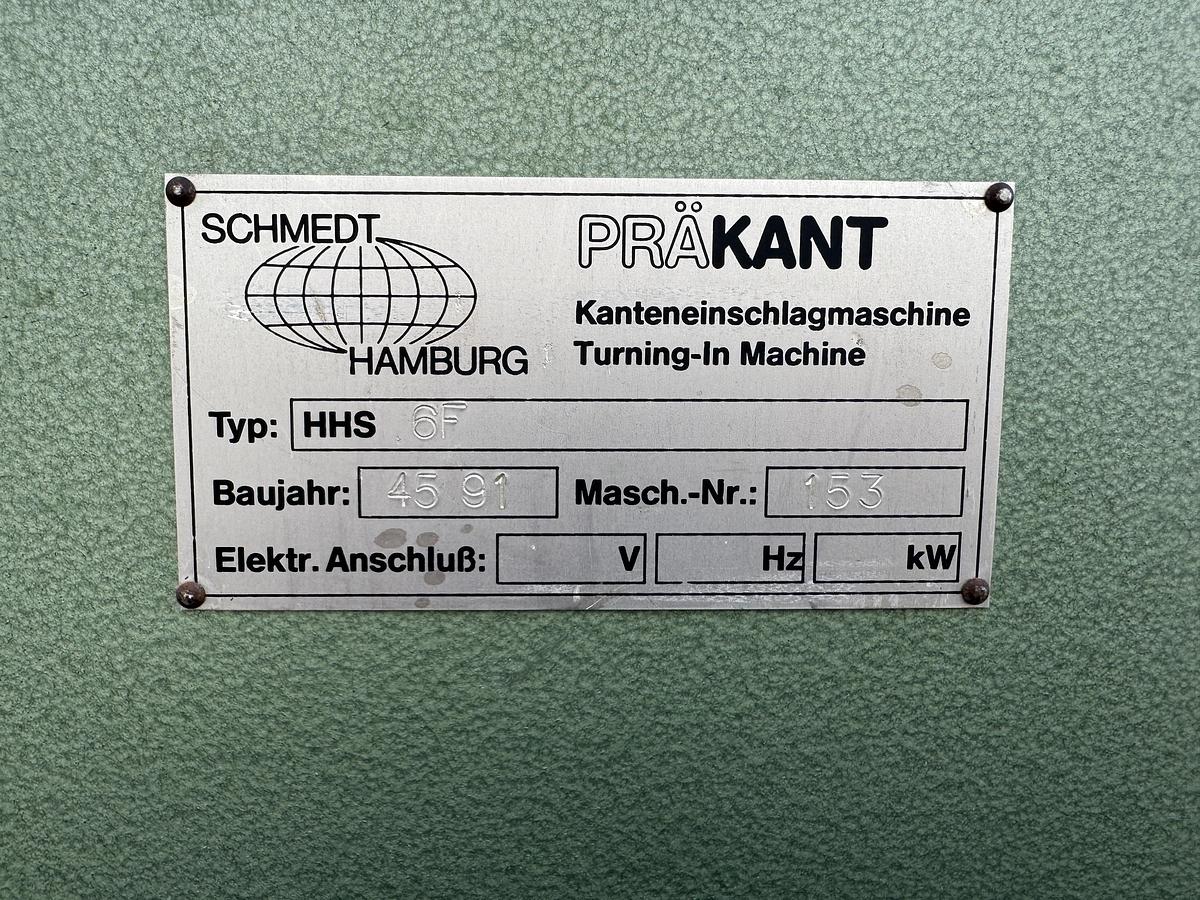 SCHMEDT
HAMBURG
PRÄKANT
Kanteneinschlagmaschine
Turning-In Machine
Typ: HHS 6F
Baujahr: 45 91 Masch.-Nr.: 153
Elektr. Anschluß: V Hz kW